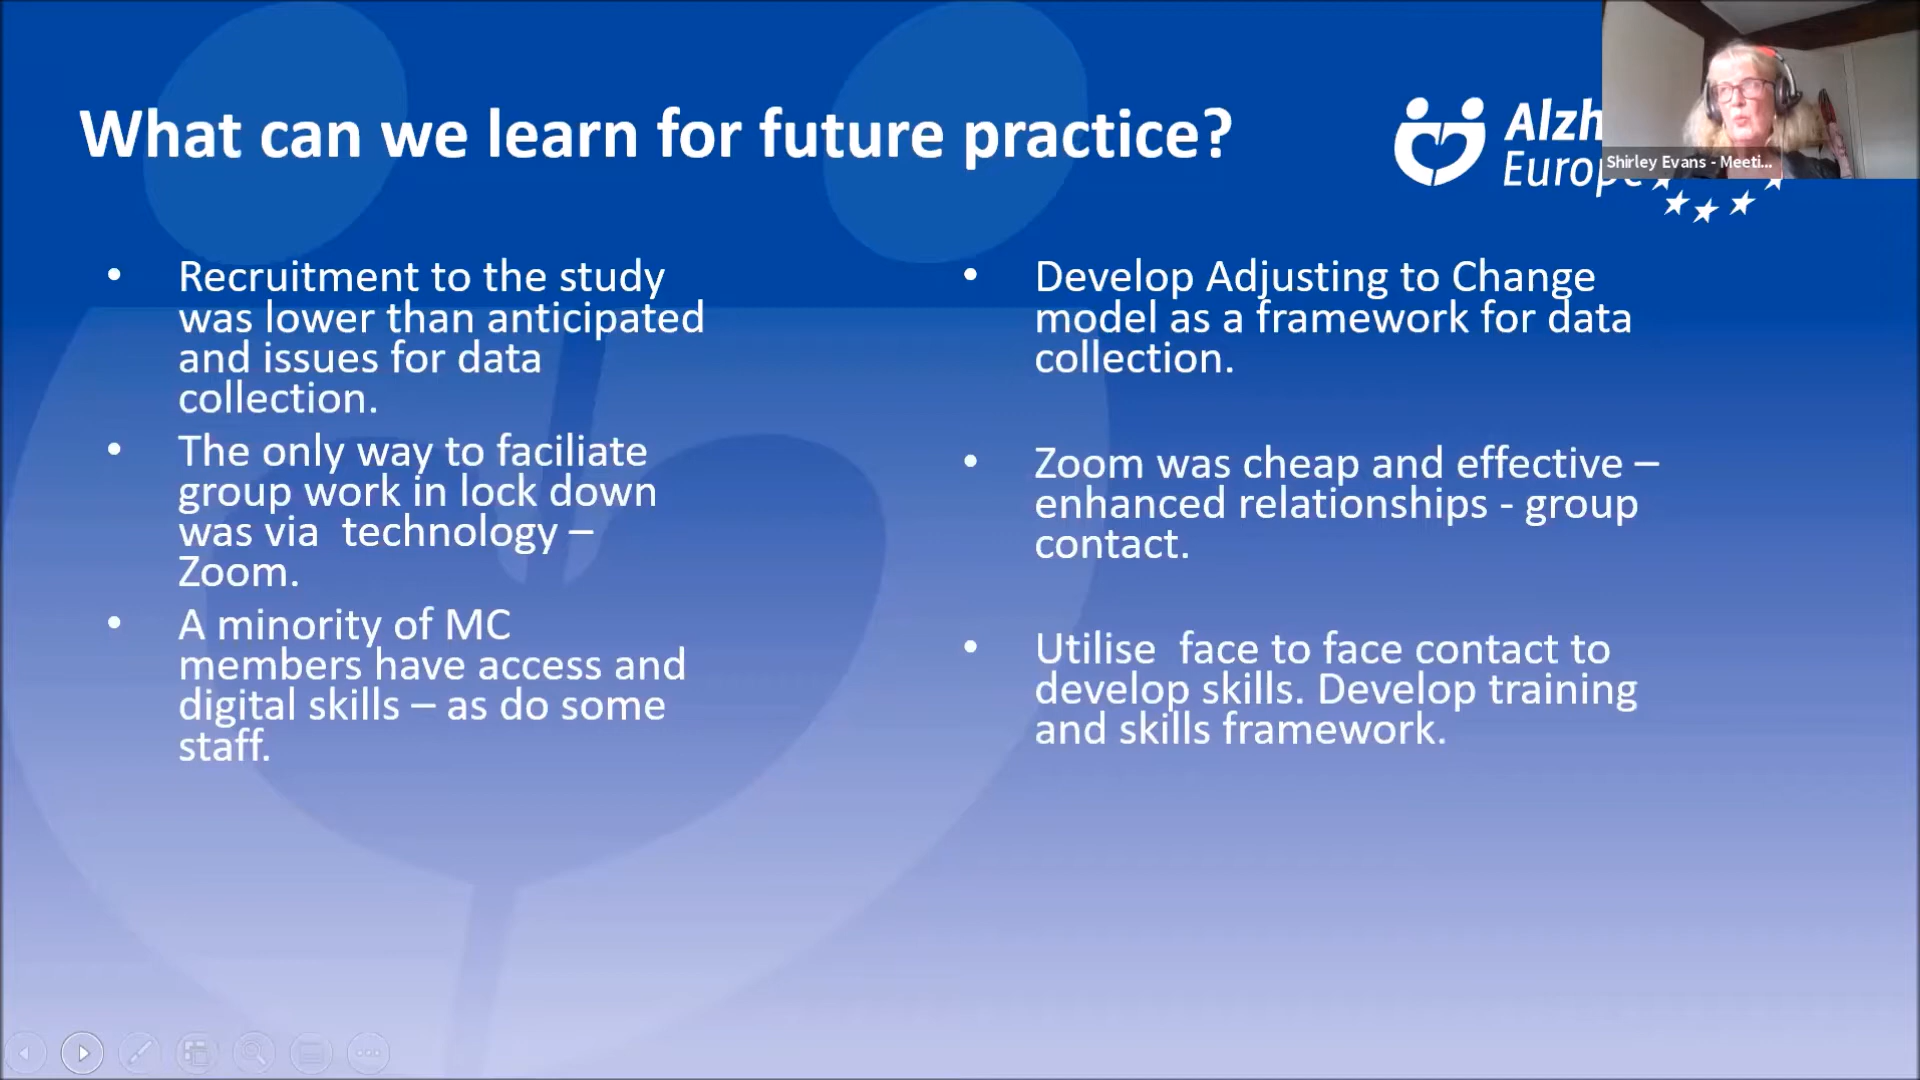 What can we learn for future practice?
Alzh
Europe
Shirley Evans - Meeti...
• Recruitment to the study
was lower than anticipated
and issues for data
collection.
• The only way to faciliate
group work in lock down
was via  technology –
Zoom.
• A minority of MC
members have access and
digital skills – as do some
staff.
• Develop Adjusting to Change
model as a framework for data
collection.
• Zoom was cheap and effective –
enhanced relationships - group
contact.
• Utilise  face to face contact to
develop skills. Develop training
and skills framework.